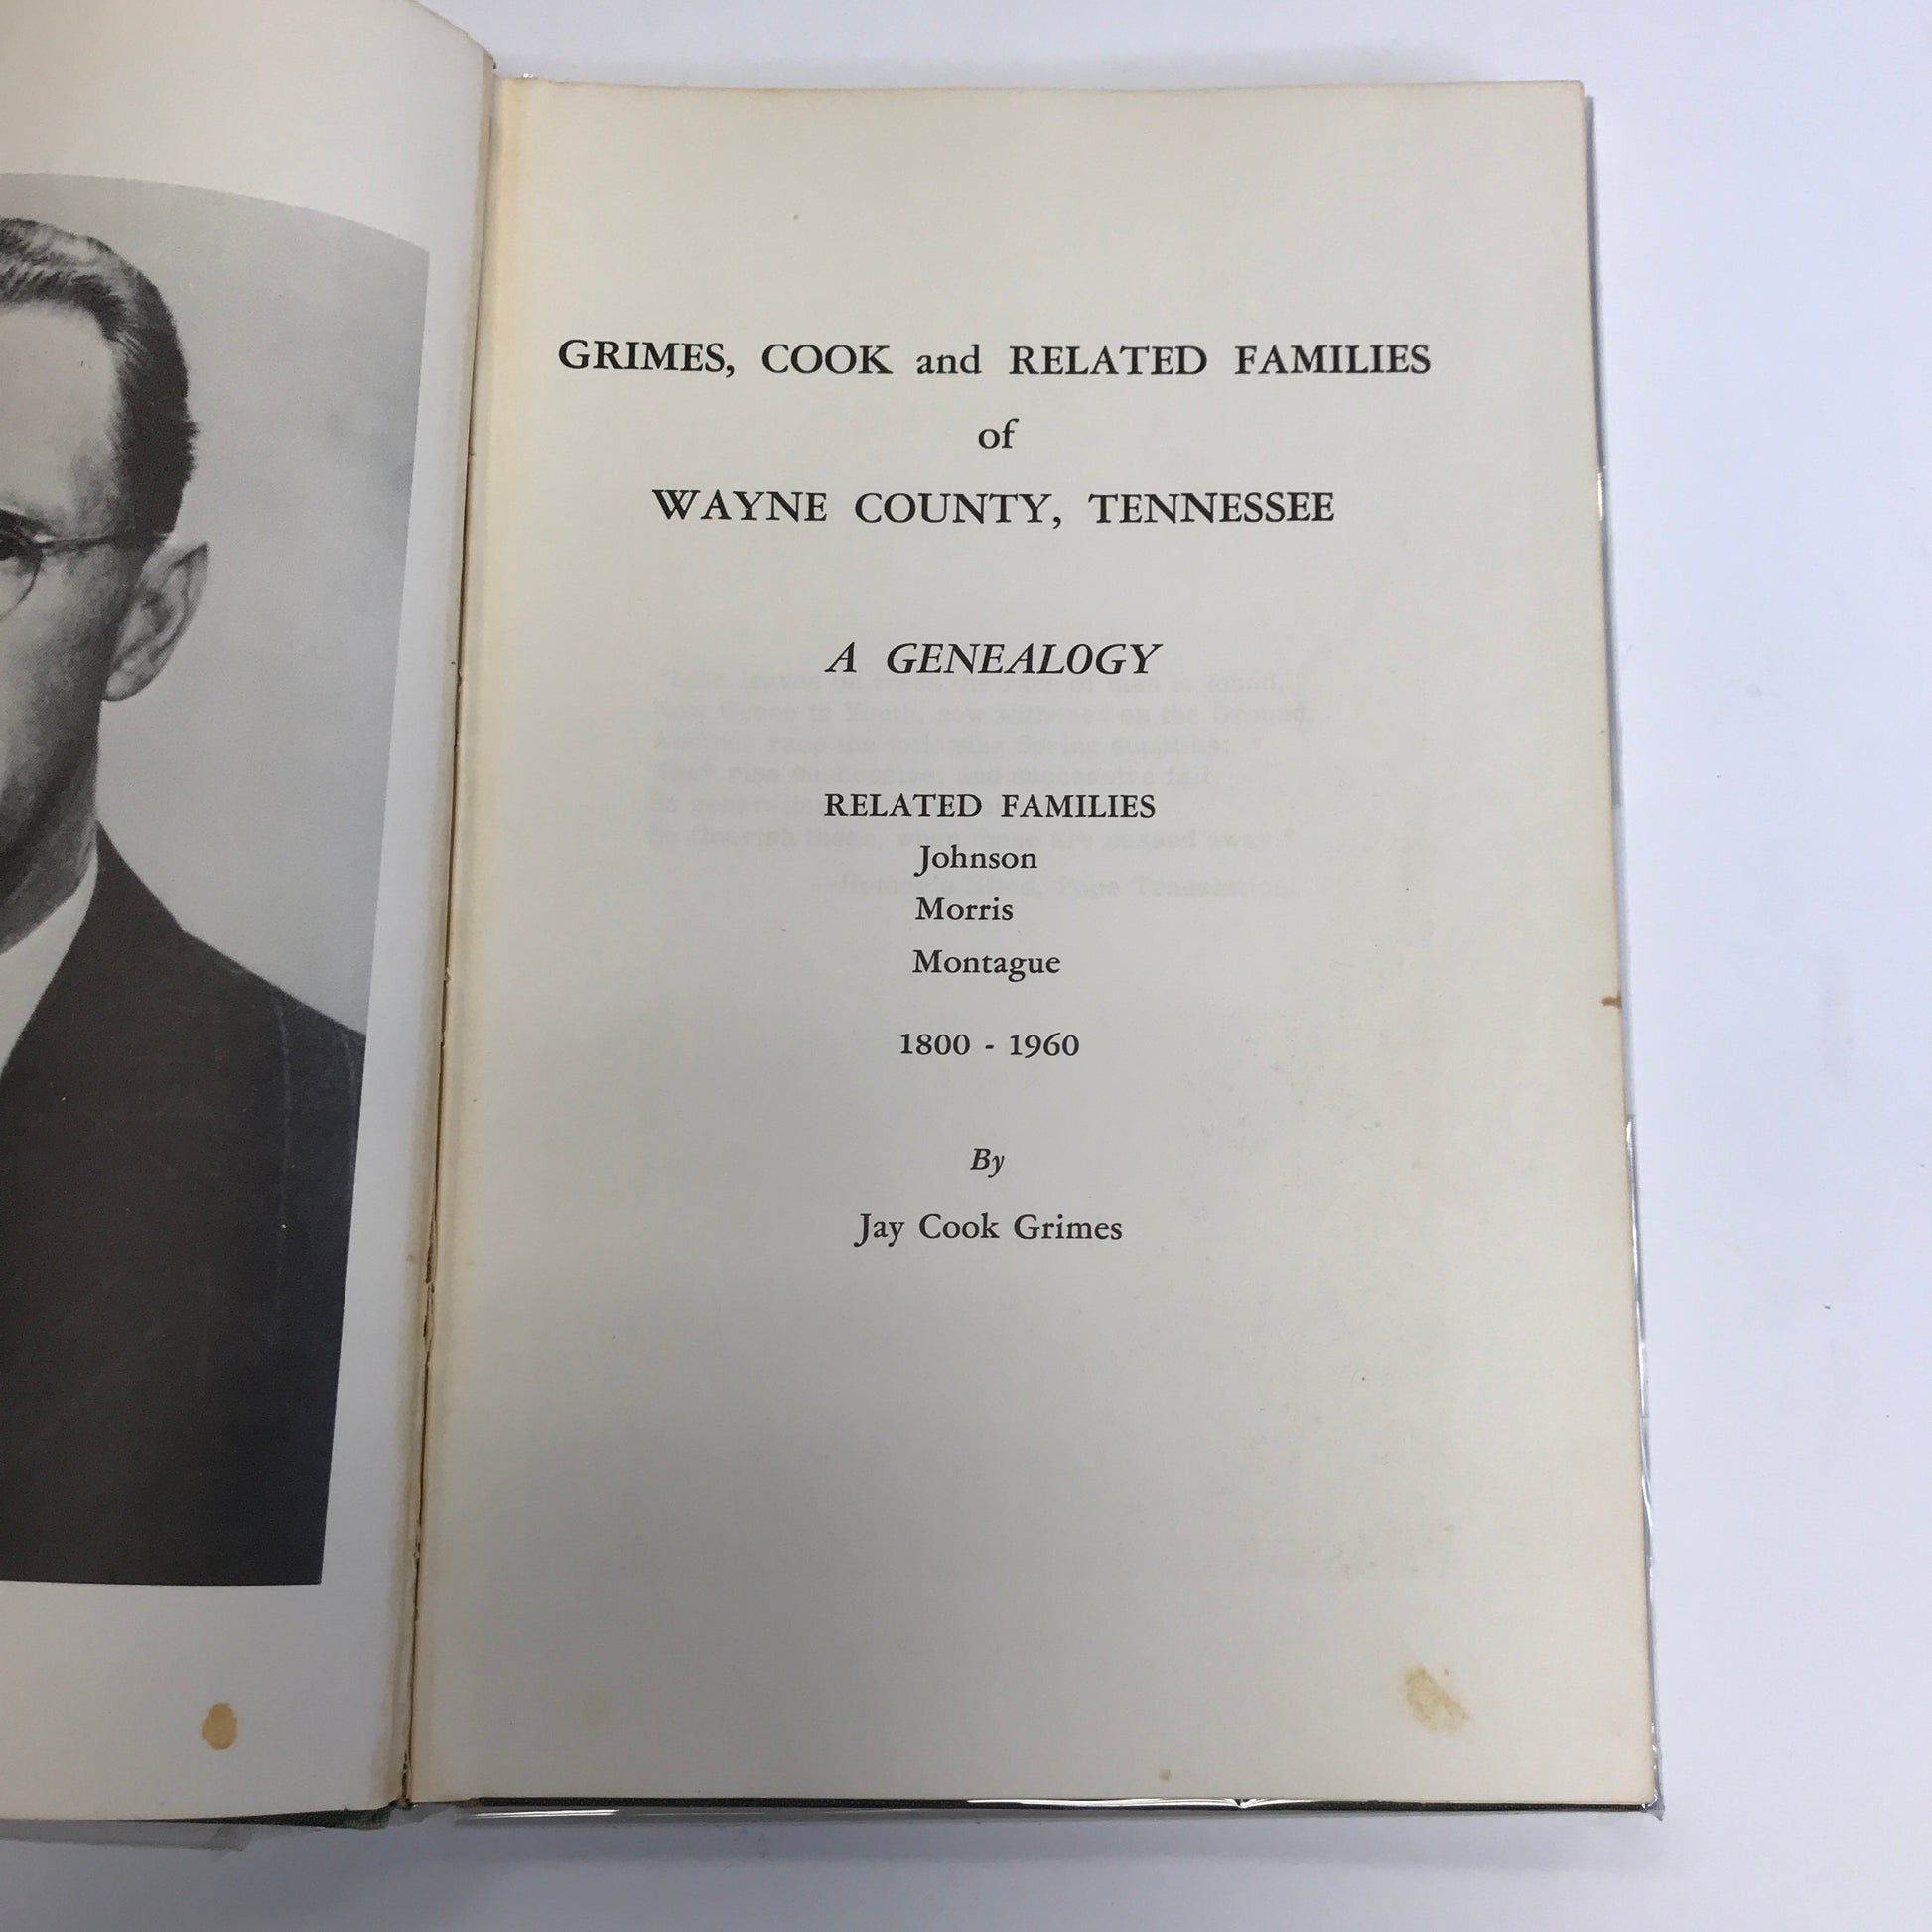 GRIMES, COOK and RELATED FAMILIES
of
WAYNE COUNTY, TENNESSEE
A GENEALOGY
RELATED FAMILIES
Johnson
Morris
Montague
1800 - 1960
By
Jay Cook Grimes